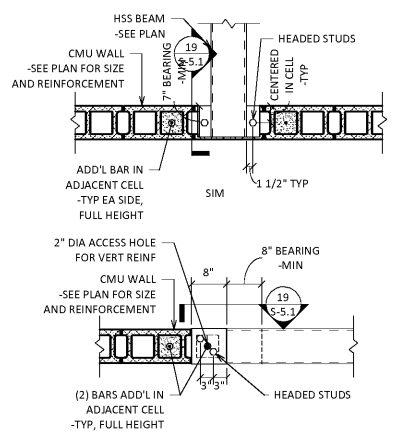 HSS BEAM
-SEE PLAN
19
S-5.1
HEADED STUDS
CMU WALL
-SEE PLAN FOR SIZE
AND REINFORCEMENT
7" BEARING
-MIN
CENTERED
IN CELL
-TYP
ADD'L BAR IN
ADJACENT CELL
-TYP EA SIDE,
FULL HEIGHT
SIM
1 1/2" TYP
2" DIA ACCESS HOLE
FOR VERT REINF
8"
8" BEARING
-MIN
CMU WALL
-SEE PLAN FOR SIZE
AND REINFORCEMENT
19
S-5.1
3" 3"
HEADED STUDS
(2) BARS ADD'L IN
ADJACENT CELL
-TYP, FULL HEIGHT